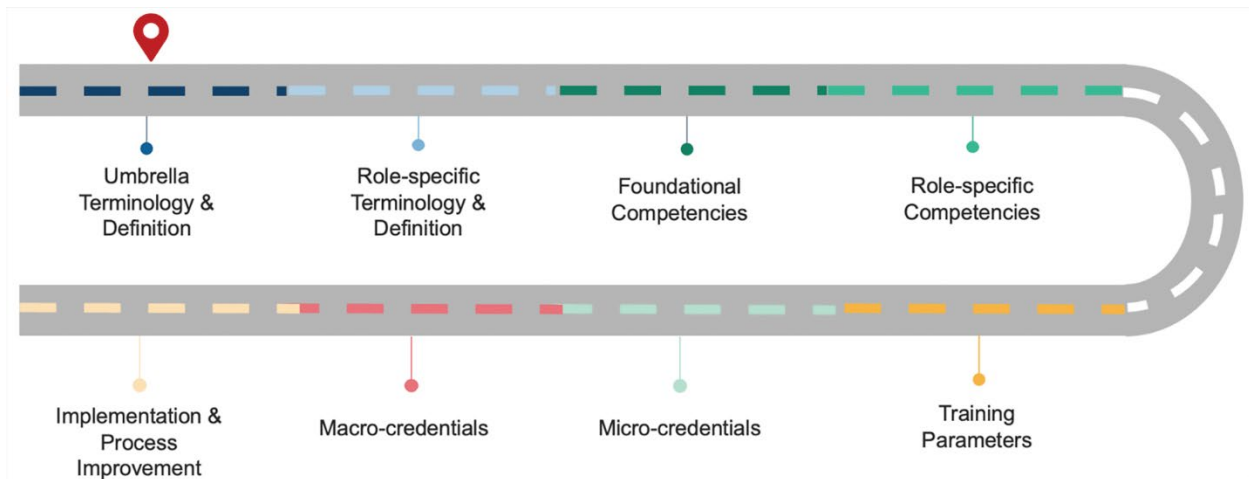 Umbrella
Terminology &
Definition
Role-specific
Terminology &
Definition
Foundational
Competencies
Role-specific
Competencies
Implementation &
Process
Improvement
Macro-credentials
Micro-credentials
Training
Parameters